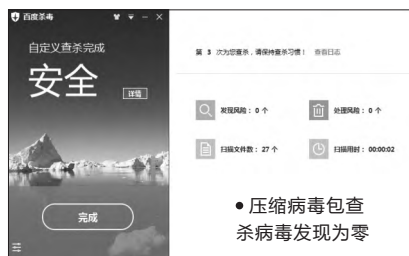 百度杀毒
自定义查杀完成
安全
详情
完成
第 3 次为您查杀，请保持查杀习惯！ 查看日志
发现风险：0 个
处理风险：0 个
扫描文件数：27 个
扫描用时：00:00:02
●压缩病毒包查
杀病毒发现为零